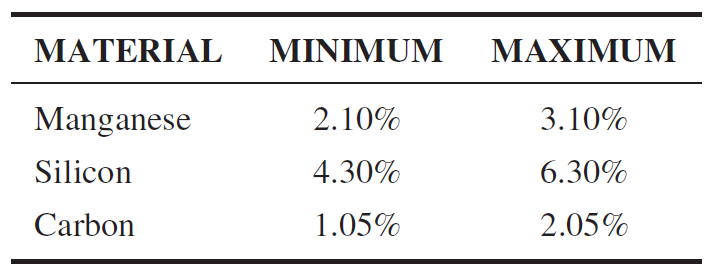 MATERIAL MINIMUM MAXIMUM
Manganese 2.10% 3.10%
Silicon 4.30% 6.30%
Carbon 1.05% 2.05%